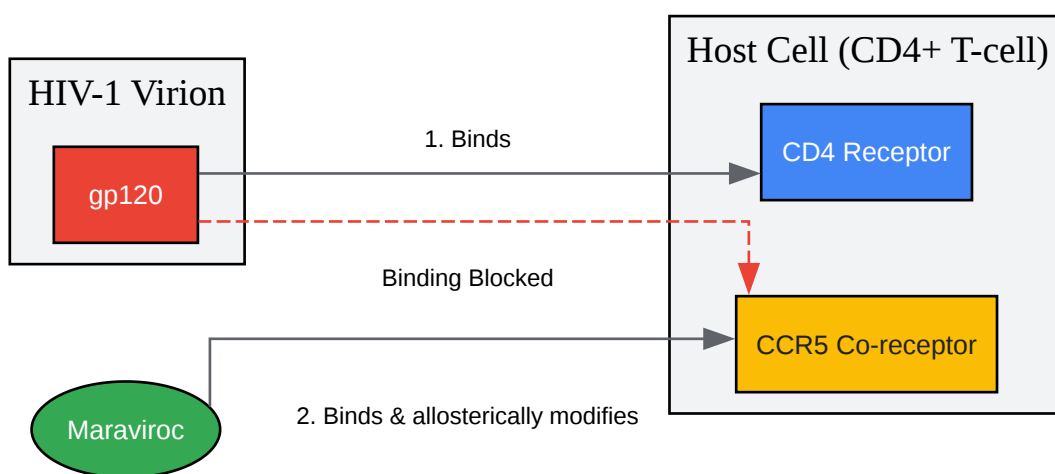 Host Cell (CD4+ T-cell)
HIV-1 Virion
1. Binds
CD4 Receptor
gp120
Binding Blocked
CCR5 Co-receptor
2. Binds & allosterically modifies
Maraviroc